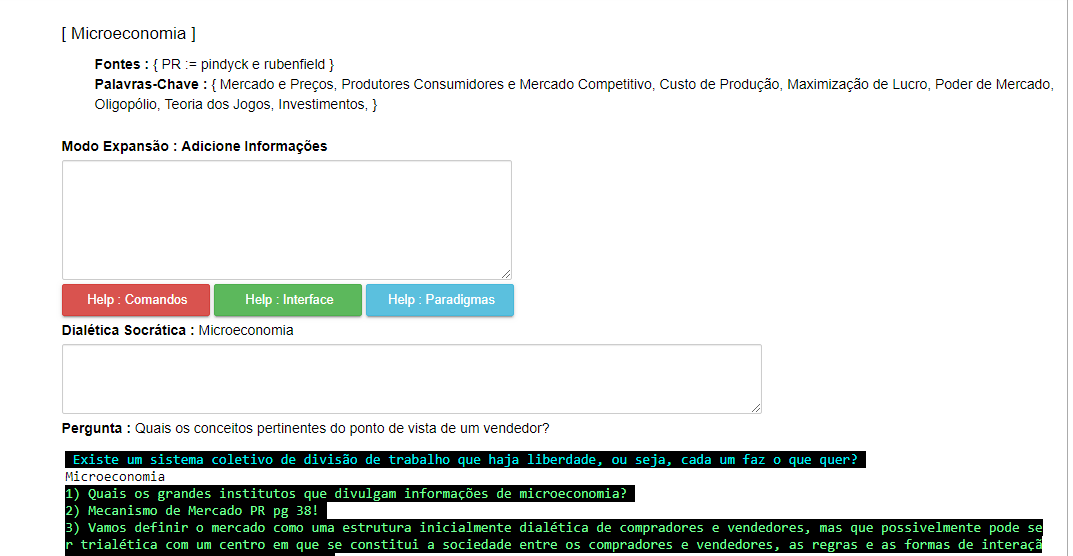 [ Microeconomia ]
Fontes : { PR := pindyck e rubenfield }
Palavras-Chave : { Mercado e Preços, Produtores Consumidores e Mercado Competitivo, Custo de Produção, Maximização de Lucro, Poder de Mercado,
Oligopólio, Teoria dos Jogos, Investimentos, }
Modo Expansão : Adicione Informações
Help : Comandos Help : Interface Help : Paradigmas
Dialética Socrática : Microeconomia
Pergunta : Quais os conceitos pertinentes do ponto de vista de um vendedor?
Existe um sistema coletivo de divisão de trabalho que haja liberdade, ou seja, cada um faz o que quer?
Microeconomia
1) Quais os grandes institutos que divulgam informações de microeconomia?
2) Mecanismo de Mercado PR pg 38!
3) Vamos definir o mercado como uma estrutura inicialmente dialética de compradores e vendedores, mas que possivelmente pode se
r trialética com um centro em que se constitui a sociedade entre os compradores e vendedores, as regras e as formas de interaçã